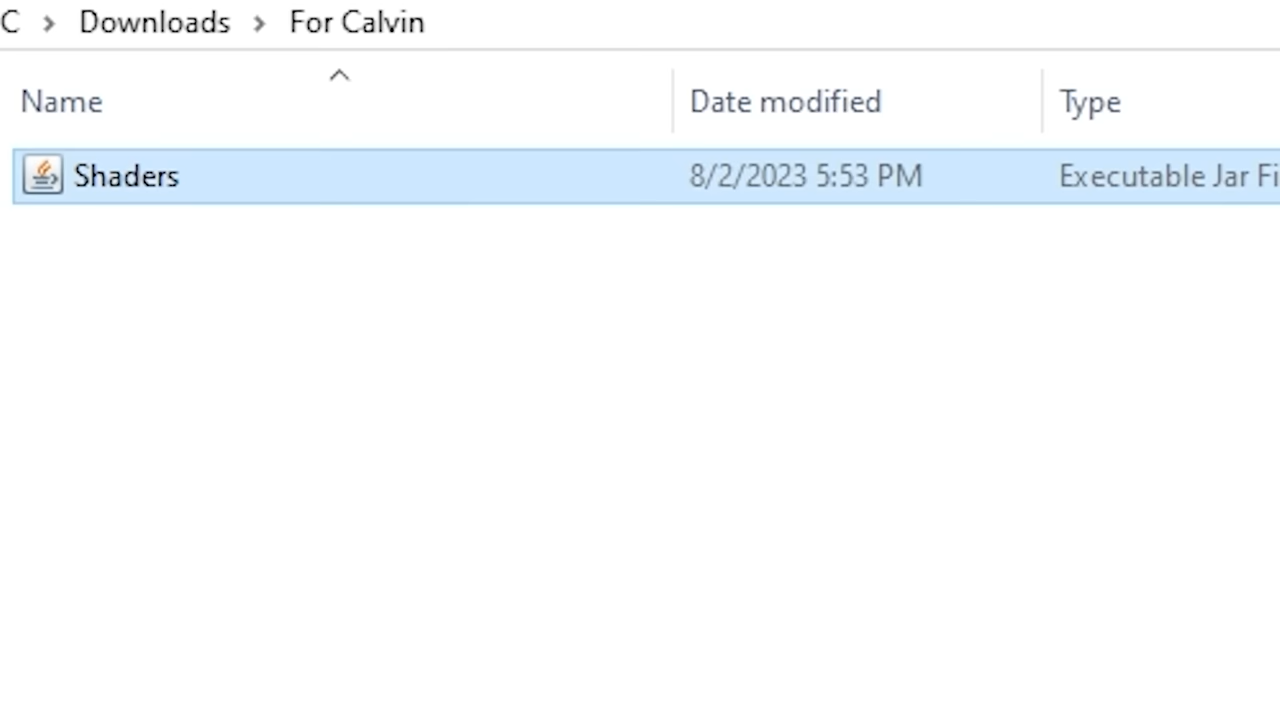 C > Downloads > For Calvin
Name Date modified Type
Shaders 8/2/2023 5:53 PM Executable Jar Fi